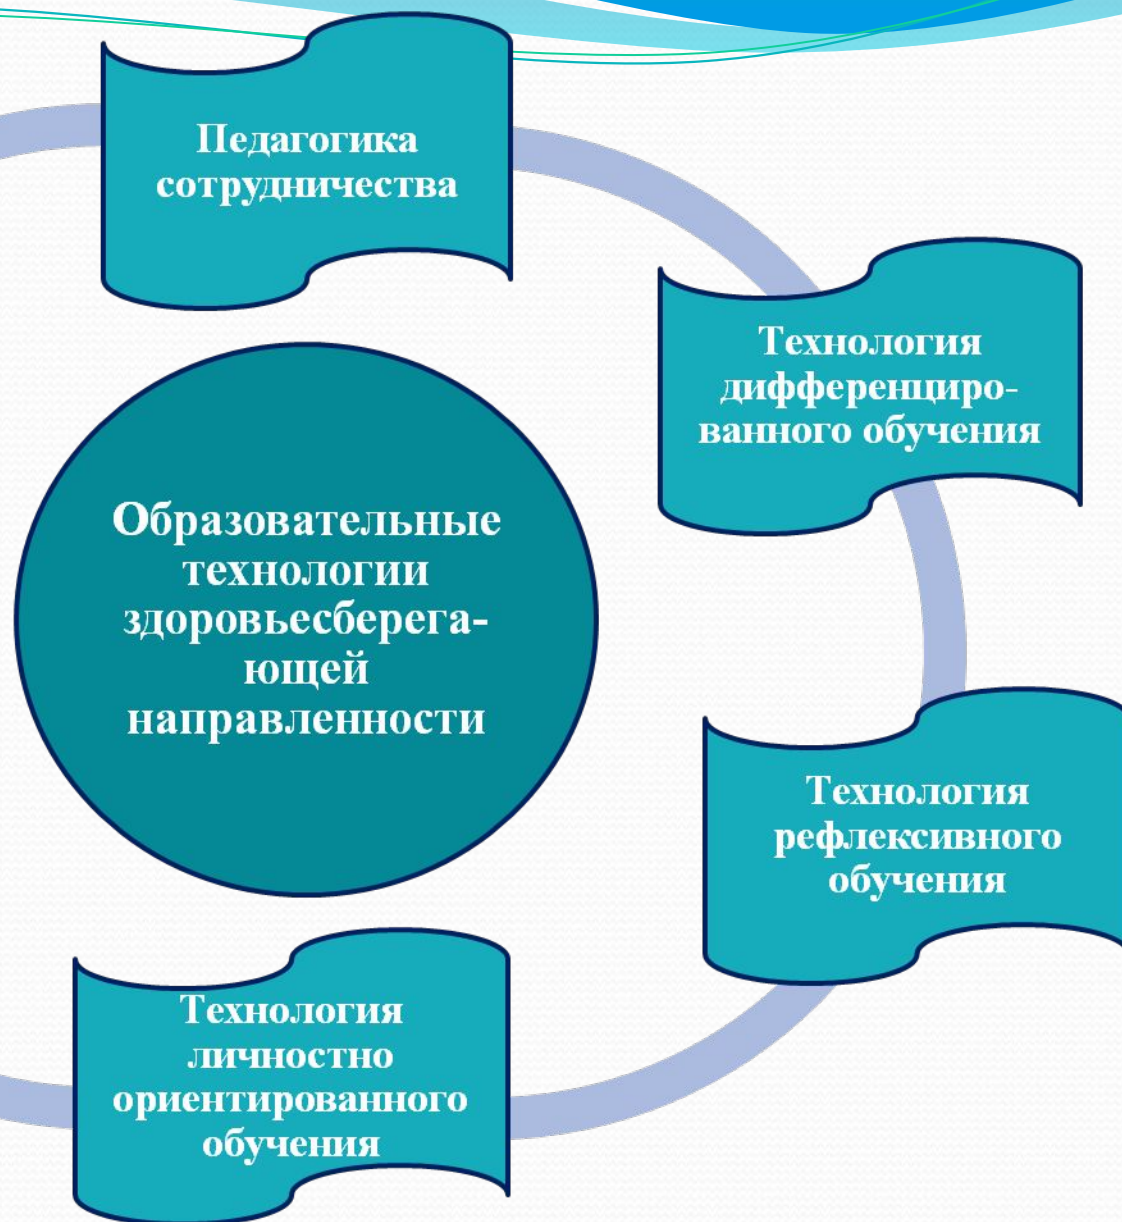 Педагогика
сотрудничества
Технология
дифференциро-
ванного обучения
Образовательные
технологии
здоровьесберега-
ющей
направленности
Технология
рефлексивного
обучения
Технология
личностно
ориентированного
обучения